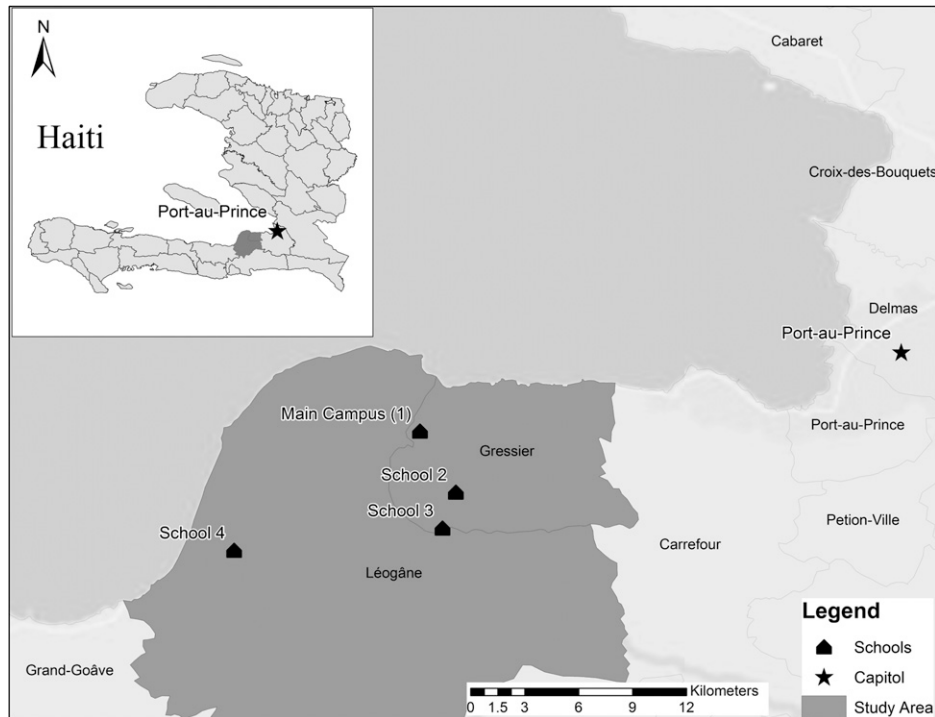 N
Haiti
Port-au-Prince
Cabaret
Croix-des-Bouquets
Delmas
Port-au-Prince
Main Campus (1)
Port-au-Prince
Gressier
School 2
School 3
Petion-Ville
School 4
Carrefour
Léogâne
Grand-Goâve
Legend
Schools
Capitol
Study Area
Kilometers
0 1.5 3 6 9 12